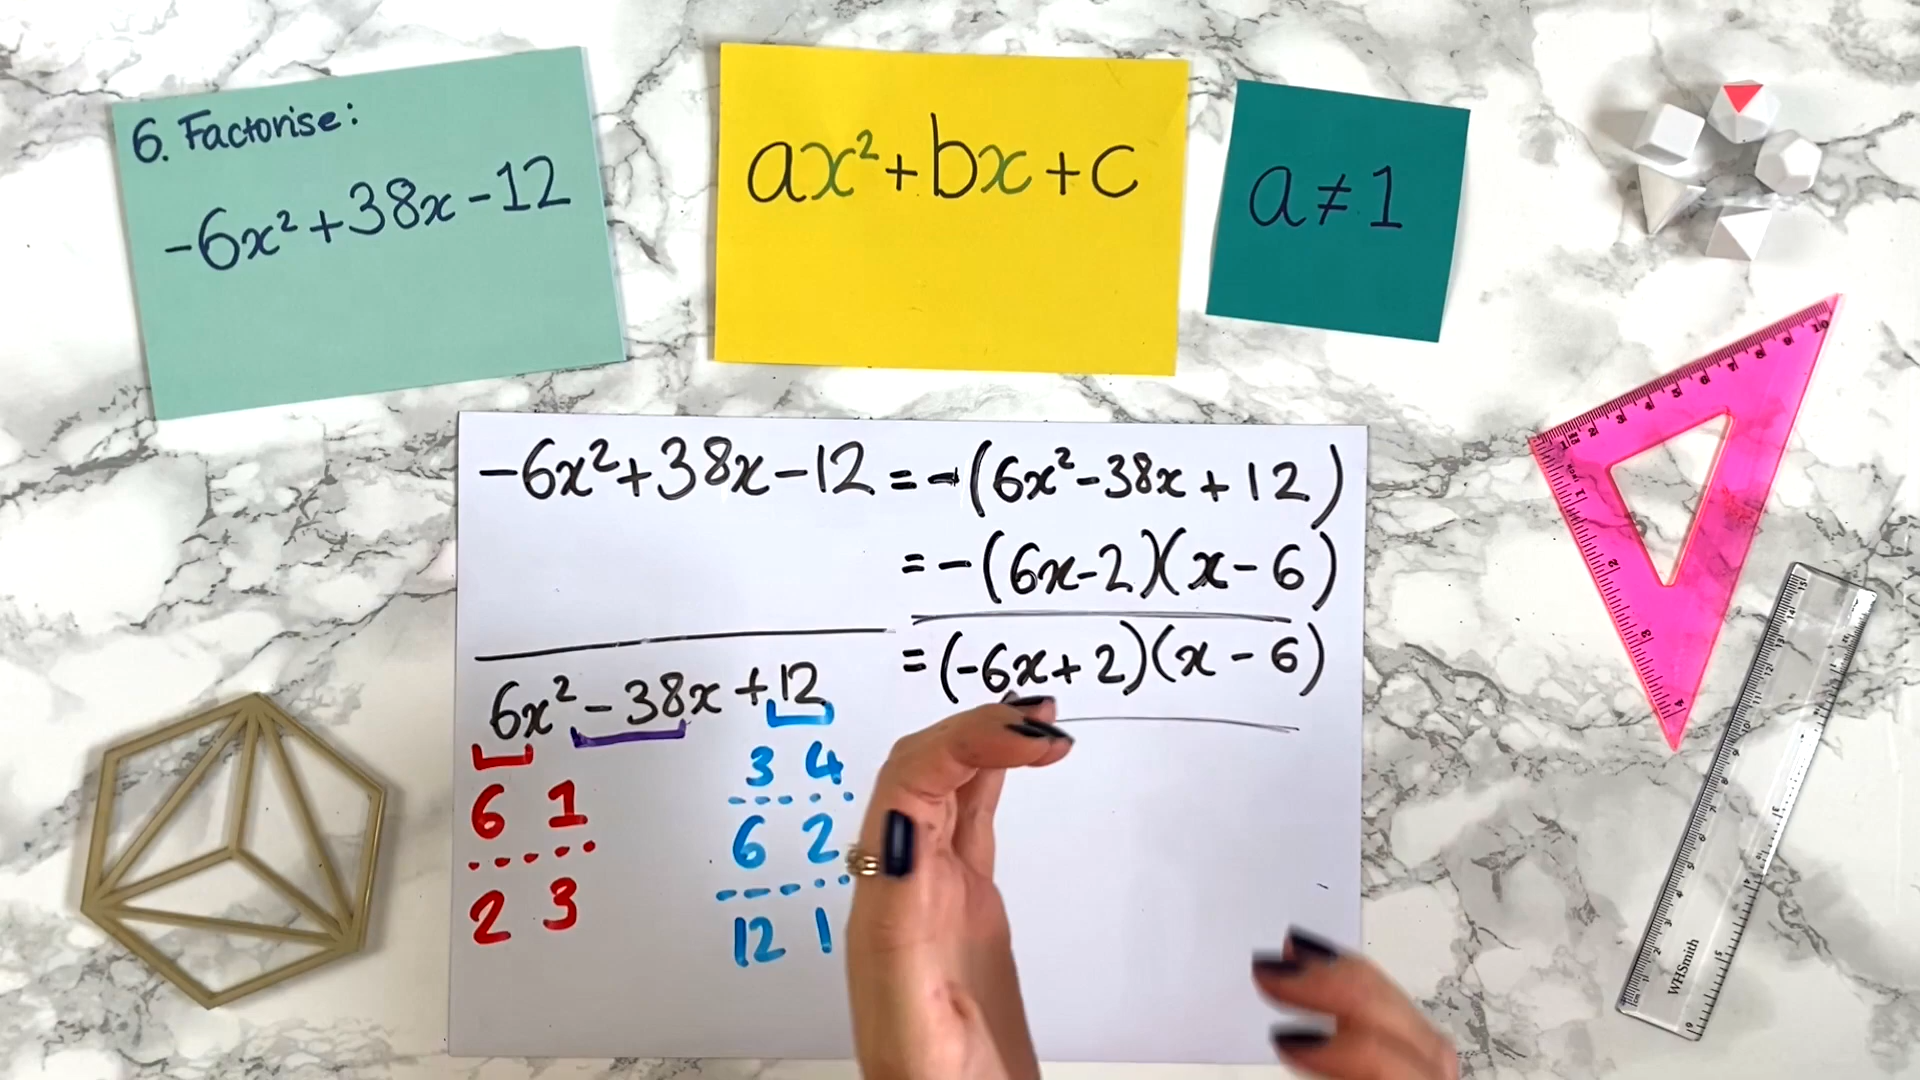 6. Factorise:
-6x²+38x-12
ax²+bx+c
a≠1
-6x²+38x-12 = -(6x²-38x+12)
= -(6x-2)(x-6)
= (-6x+2)(x-6)
6x²-38x+12
6 1
2 3
3 4
6 2
12 1
WHSmith